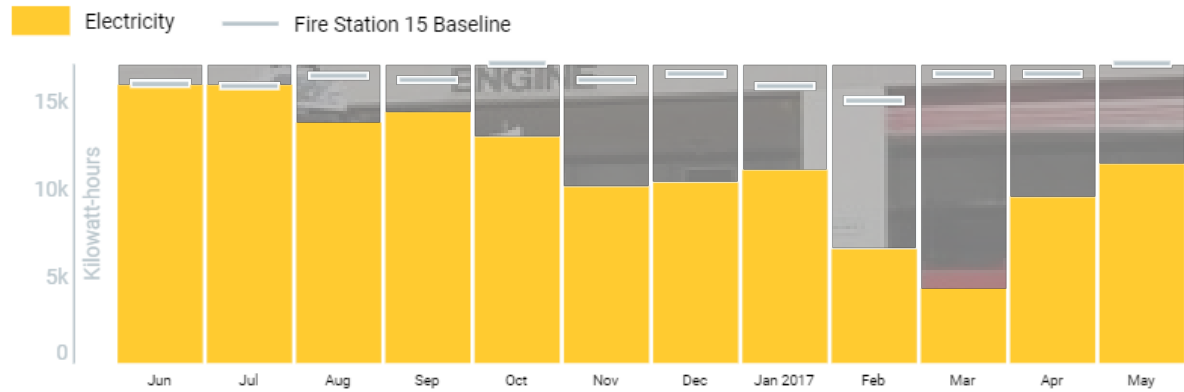 Electricity
Fire Station 15 Baseline
ENGINE
15k
10k
5k
0
Kilowatt-hours
Jun
Jul
Aug
Sep
Oct
Nov
Dec
Jan 2017
Feb
Mar
Apr
May